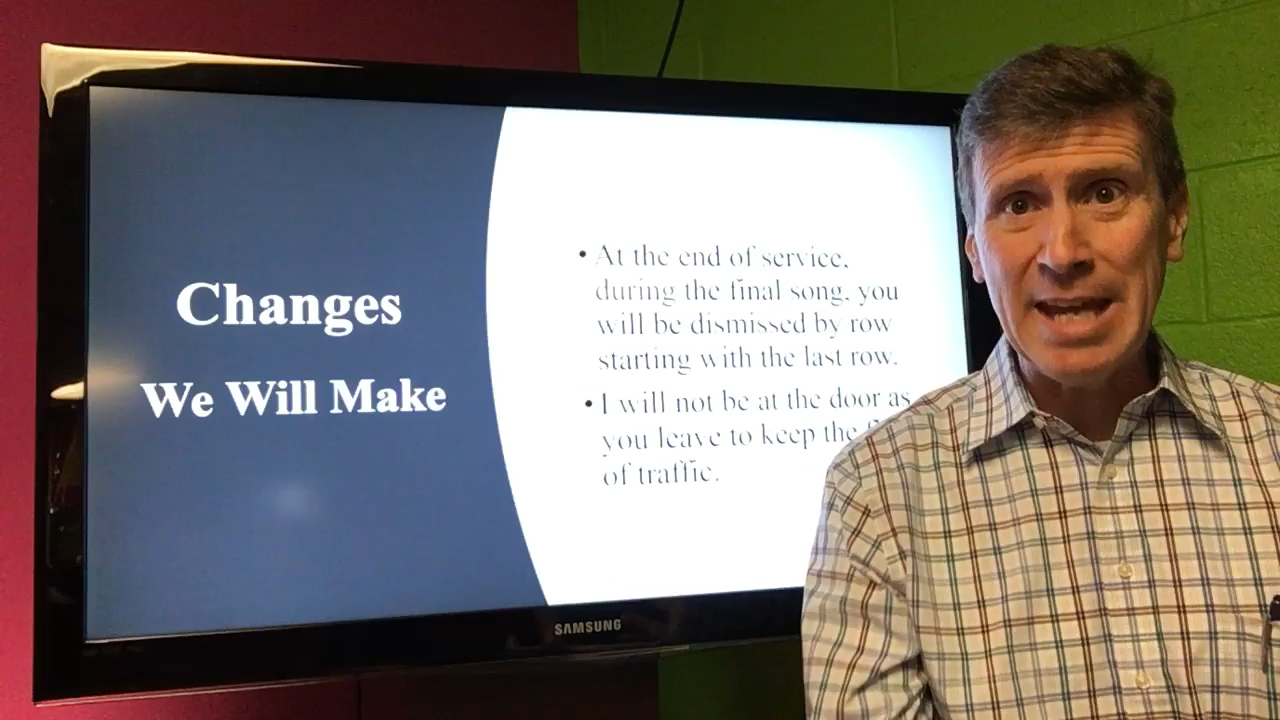 Changes
We Will Make
• At the end of service,
during the final song, you
will be dismissed by row
starting with the last row.
• I will not be at the door as
you leave to keep the
of traffic.
SAMSUNG